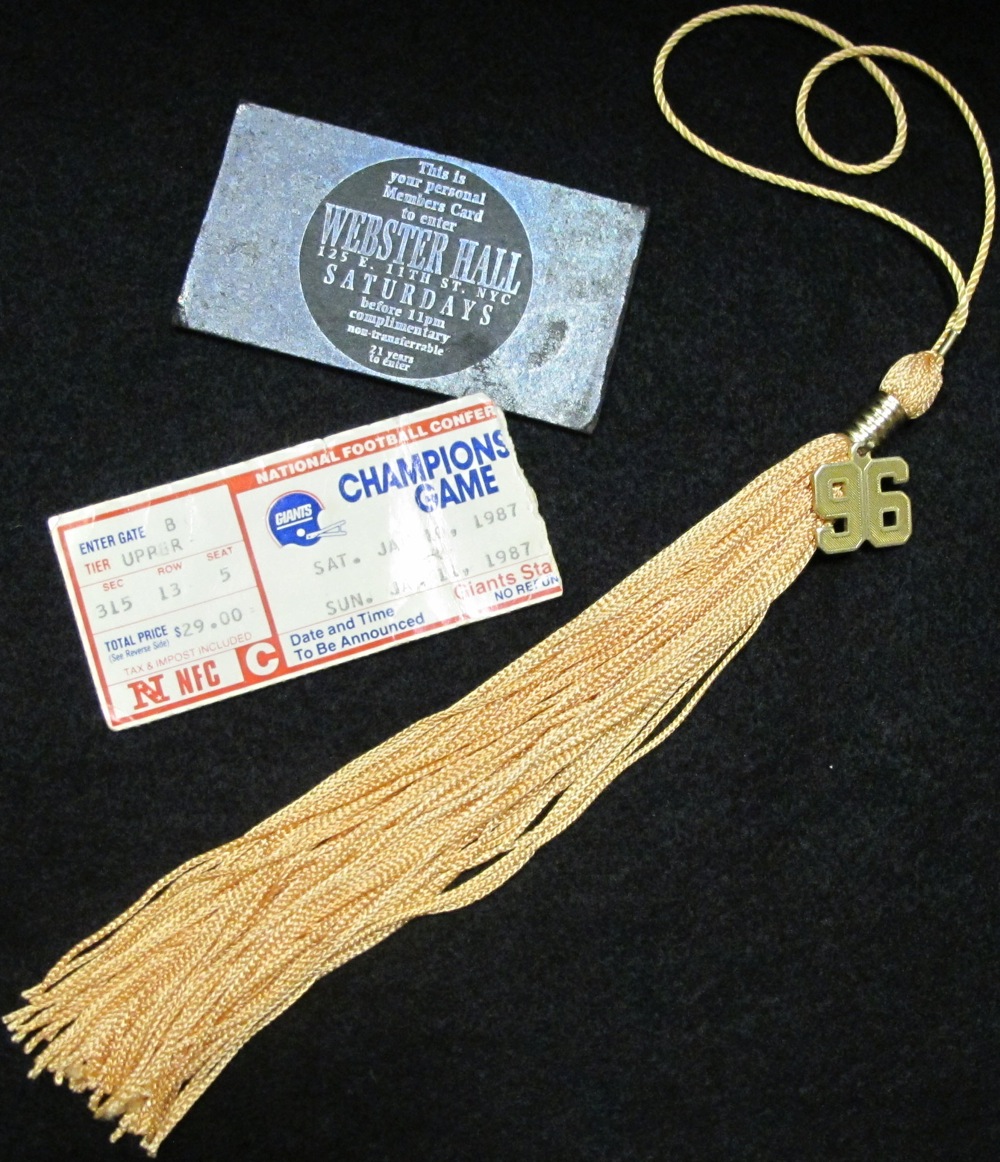 This is
your personal
Members Card
to enter
WEBSTER HALL
125 E. 11TH ST. NYC
SATURDAYS
before 11pm
complimentary
non-transferrable
21 years
to enter
NATIONAL FOOTBALL CONFER
CHAMPIONS
GAME
GIANTS
SAT. JA 10, 1987
SUN. JAN 11, 1987
Giants Sta
NO REFUN
Date and Time
To Be Announced
ENTER GATE B
TIER UPPER
SEC ROW SEAT
315 13 5
TOTAL PRICE $29.00
(See Reverse Side)
TAX & IMPOST INCLUDED
N NFC C
96